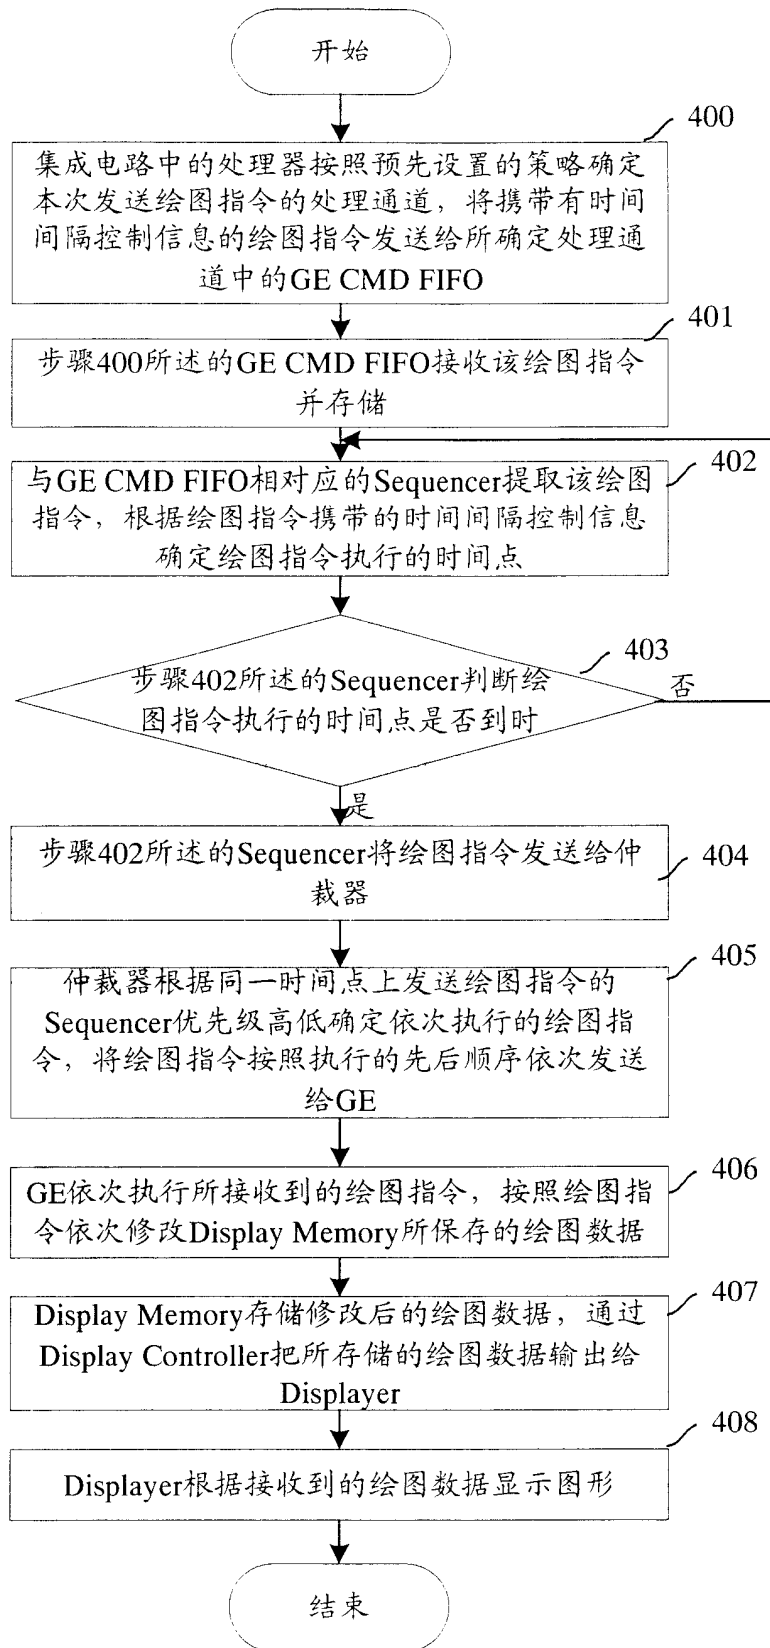 开始
400
集成电路中的处理器按照预先设置的策略确定
本次发送绘图指令的处理通道，将携带有时间
间隔控制信息的绘图指令发送给所确定处理通
道中的GE CMD FIFO
401
步骤400所述的GE CMD FIFO接收该绘图指令
并存储
402
与GE CMD FIFO相对应的Sequencer提取该绘图
指令，根据绘图指令携带的时间间隔控制信息
确定绘图指令执行的时间点
403
步骤402所述的Sequencer判断绘
图指令执行的时间点是否到时
否
是
404
步骤402所述的Sequencer将绘图指令发送给仲
裁器
405
仲裁器根据同一时间点上发送绘图指令的
Sequencer优先级高低确定依次执行的绘图指
令，将绘图指令按照执行的先后顺序依次发送
给GE
406
GE依次执行所接收到的绘图指令，按照绘图指
令依次修改Display Memory所保存的绘图数据
407
Display Memory存储修改后的绘图数据，通过
Display Controller把所存储的绘图数据输出给
Displayer
408
Displayer根据接收到的绘图数据显示图形
结束